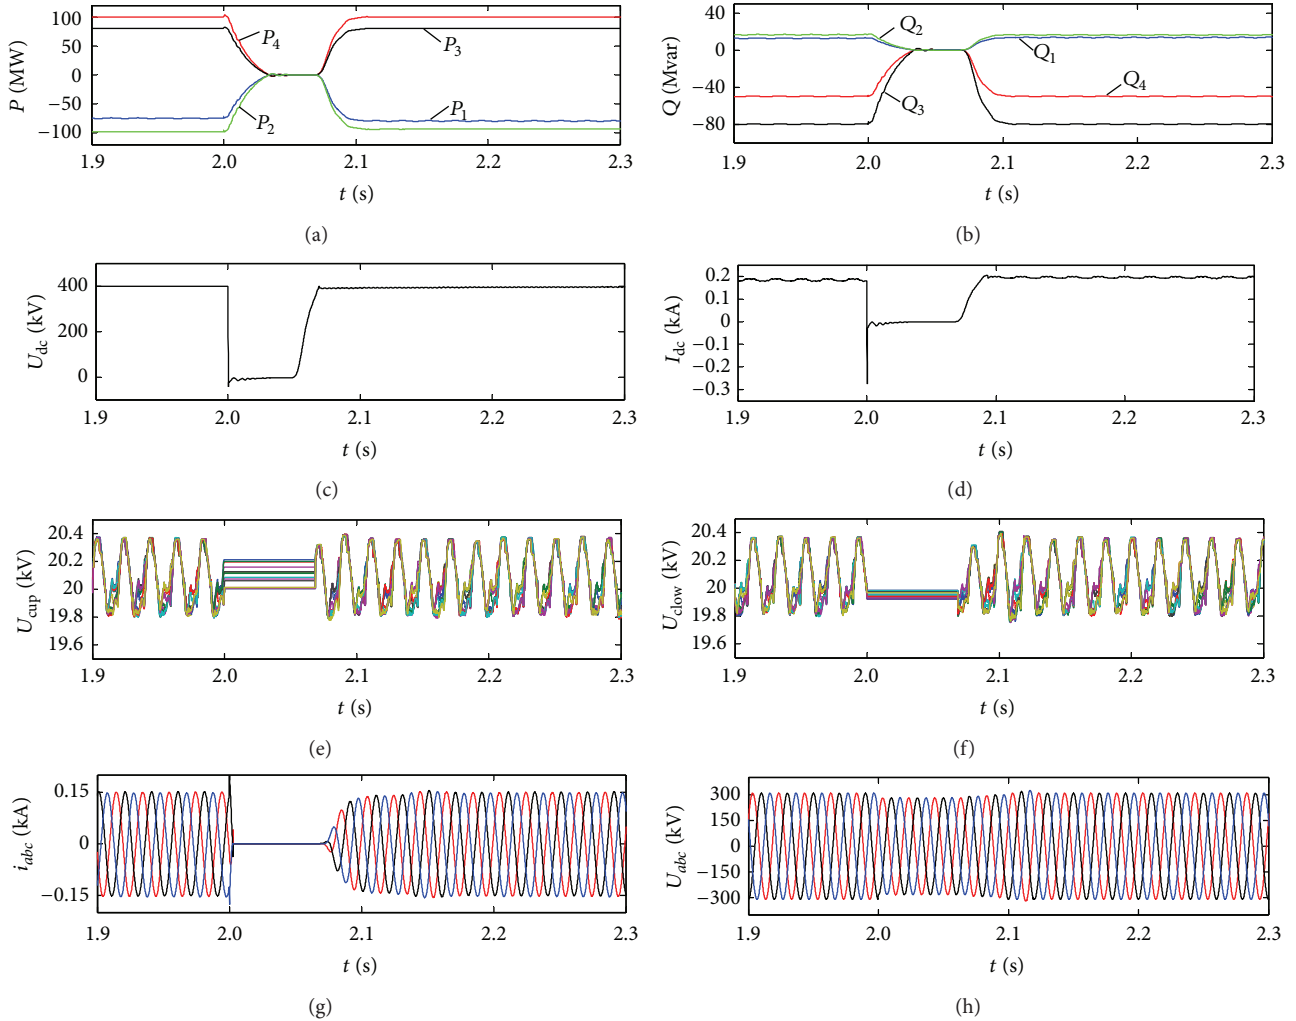 P (MW)
100
50
0
−50
−100
P4
P3
P2
P1
1.9 2.0 2.1 2.2 2.3
t (s)
(a)
Q (Mvar)
40
0
−40
−80
Q2
Q1
Q4
Q3
1.9 2.0 2.1 2.2 2.3
t (s)
(b)
Udc (kV)
400
200
0
1.9 2.0 2.1 2.2 2.3
t (s)
(c)
Idc (kA)
0.2
0.1
0
−0.1
−0.2
−0.3
1.9 2.0 2.1 2.2 2.3
t (s)
(d)
Ucup (kV)
20.4
20.2
20
19.8
19.6
1.9 2.0 2.1 2.2 2.3
t (s)
(e)
Uclow (kV)
20.4
20.2
20
19.8
19.6
1.9 2.0 2.1 2.2 2.3
t (s)
(f)
iabc (kA)
0.15
0
−0.15
1.9 2.0 2.1 2.2 2.3
t (s)
(g)
Uabc (kV)
300
150
0
−150
−300
1.9 2.0 2.1 2.2 2.3
t (s)
(h)